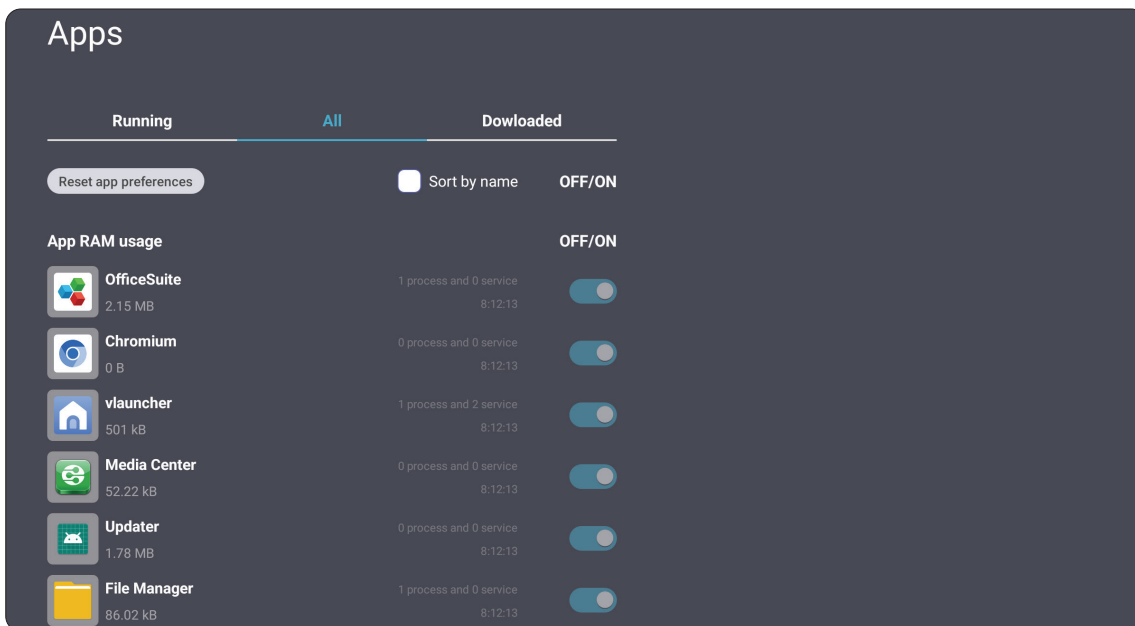 Apps
Running All Dowloaded
Reset app preferences Sort by name OFF/ON
App RAM usage OFF/ON
OfficeSuite 1 process and 0 service
2.15 MB 8:12:13
Chromium 0 process and 0 service
0 B 8:12:13
vlauncher 1 process and 2 service
501 kB 8:12:13
Media Center 0 process and 0 service
52.22 kB 8:12:13
Updater 0 process and 0 service
1.78 MB 8:12:13
File Manager 1 process and 0 service
86.02 kB 8:12:13